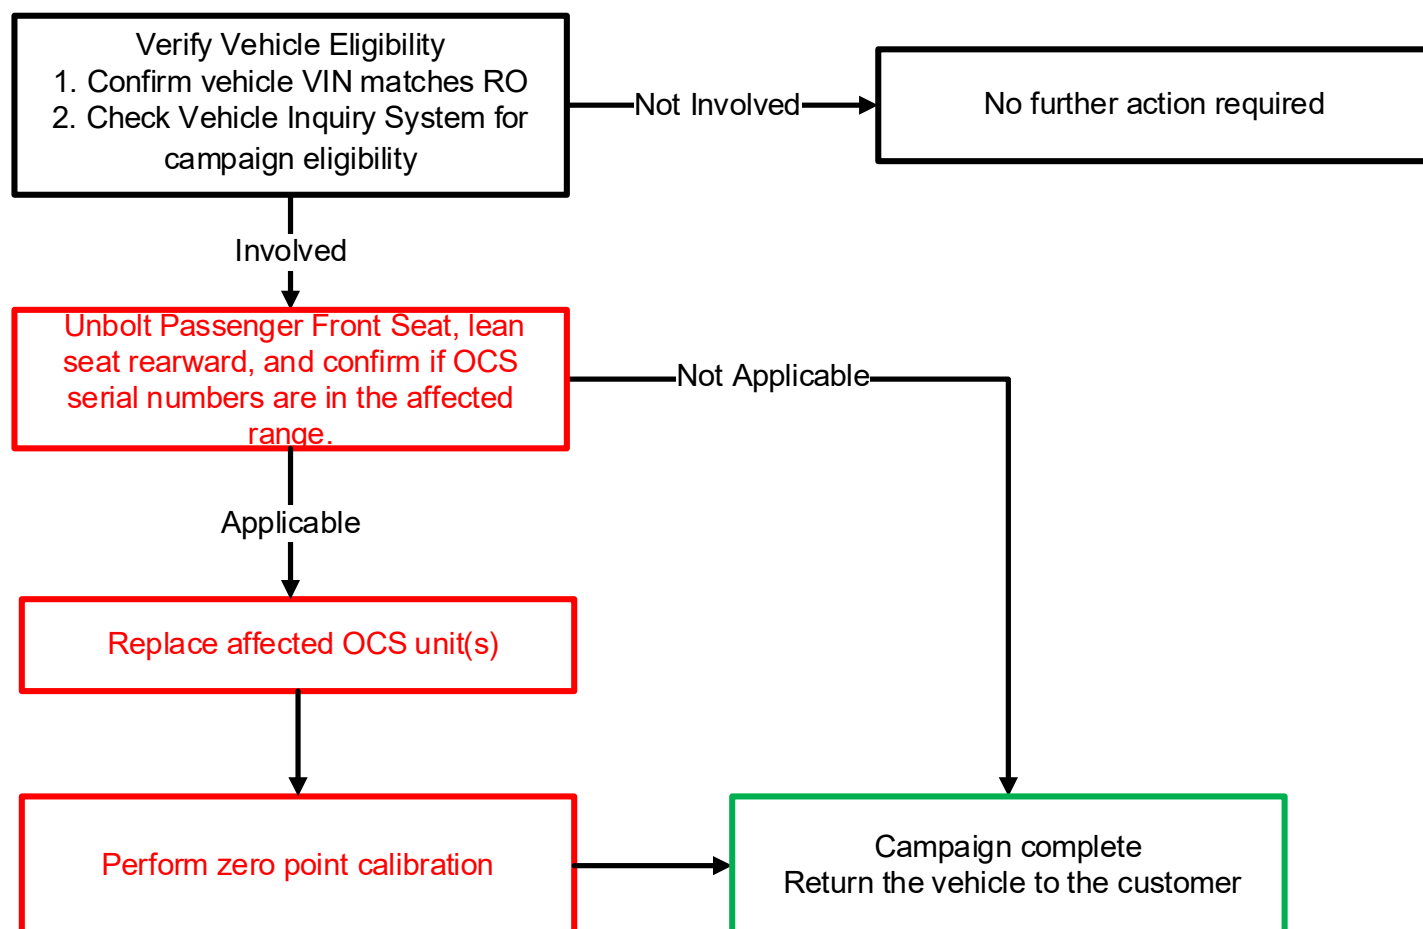 Verify Vehicle Eligibility
1. Confirm vehicle VIN matches RO
2. Check Vehicle Inquiry System for
campaign eligibility
Not Involved
No further action required
Involved
Unbolt Passenger Front Seat, lean
seat rearward, and confirm if OCS
serial numbers are in the affected
range.
Not Applicable
Applicable
Replace affected OCS unit(s)
Perform zero point calibration
Campaign complete
Return the vehicle to the customer